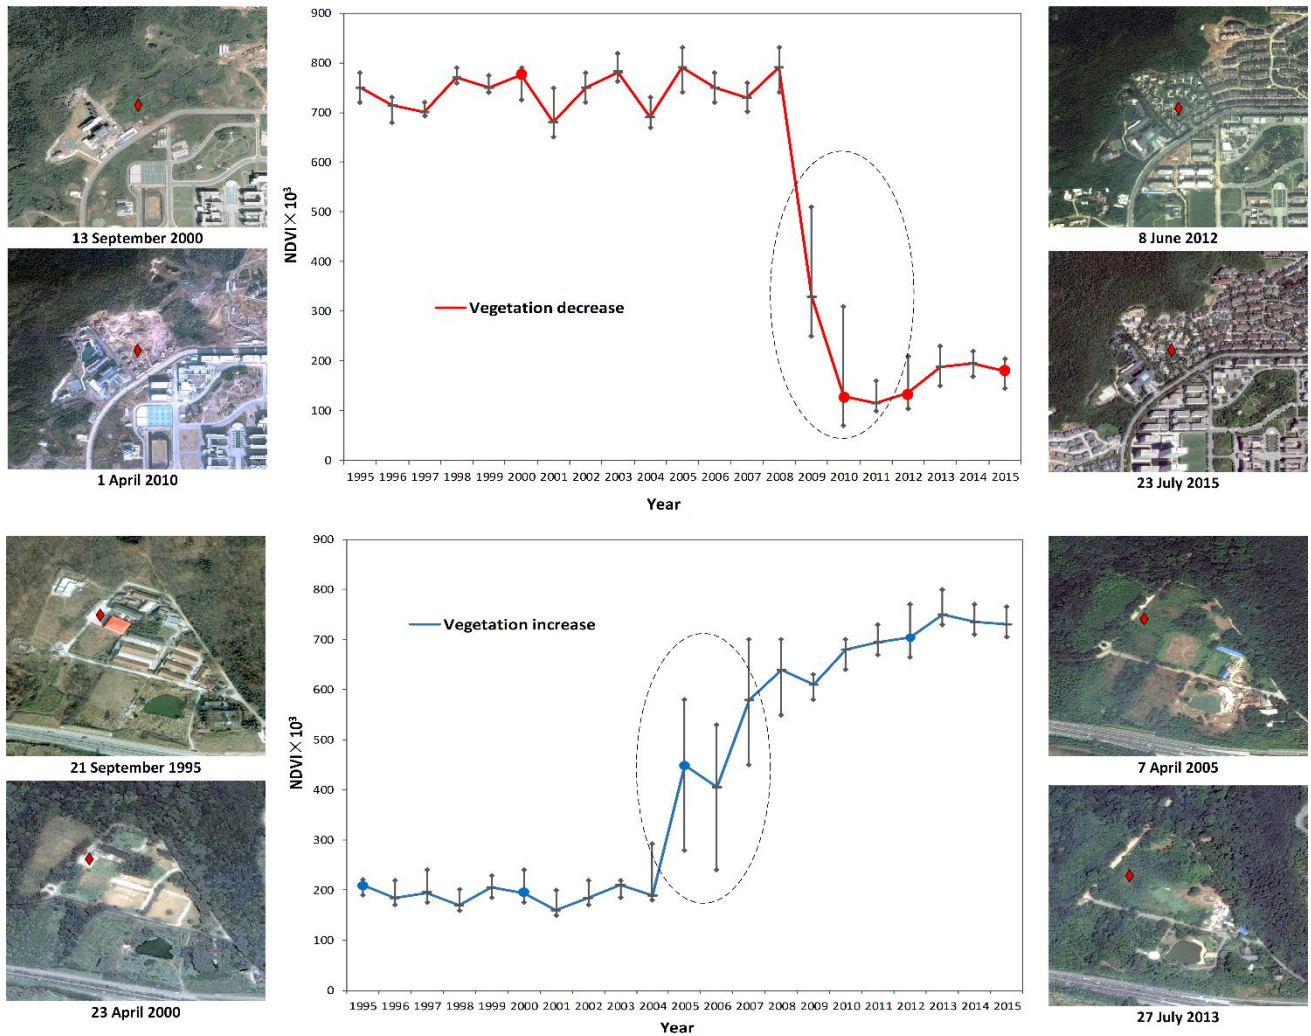 13 September 2000
1 April 2010
NDVI×10³
900
800
700
600
500
400
300
200
100
0
Vegetation decrease
1995 1996 1997 1998 1999 2000 2001 2002 2003 2004 2005 2006 2007 2008 2009 2010 2011 2012 2013 2014 2015
Year
8 June 2012
23 July 2015
21 September 1995
23 April 2000
NDVI×10³
900
800
700
600
500
400
300
200
100
0
Vegetation increase
1995 1996 1997 1998 1999 2000 2001 2002 2003 2004 2005 2006 2007 2008 2009 2010 2011 2012 2013 2014 2015
Year
7 April 2005
27 July 2013